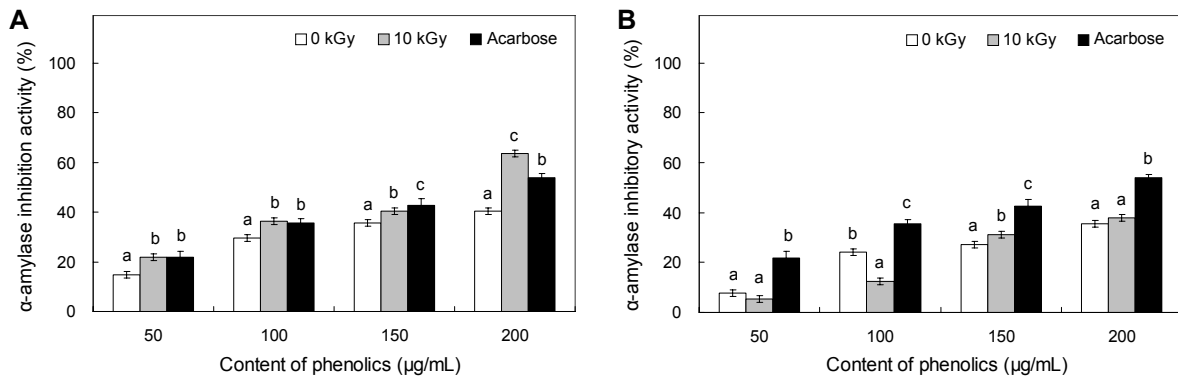 A
α-amylase inhibition activity (%)
0 kGy 10 kGy Acarbose
100
80
60
40
20
0
a b b
a b b
a b c
a c b
50 100 150 200
Content of phenolics (µg/mL)
B
α-amylase inhibitory activity (%)
0 kGy 10 kGy Acarbose
100
80
60
40
20
0
a a b
b a c
a b c
a a b
50 100 150 200
Content of phenolics (µg/mL)